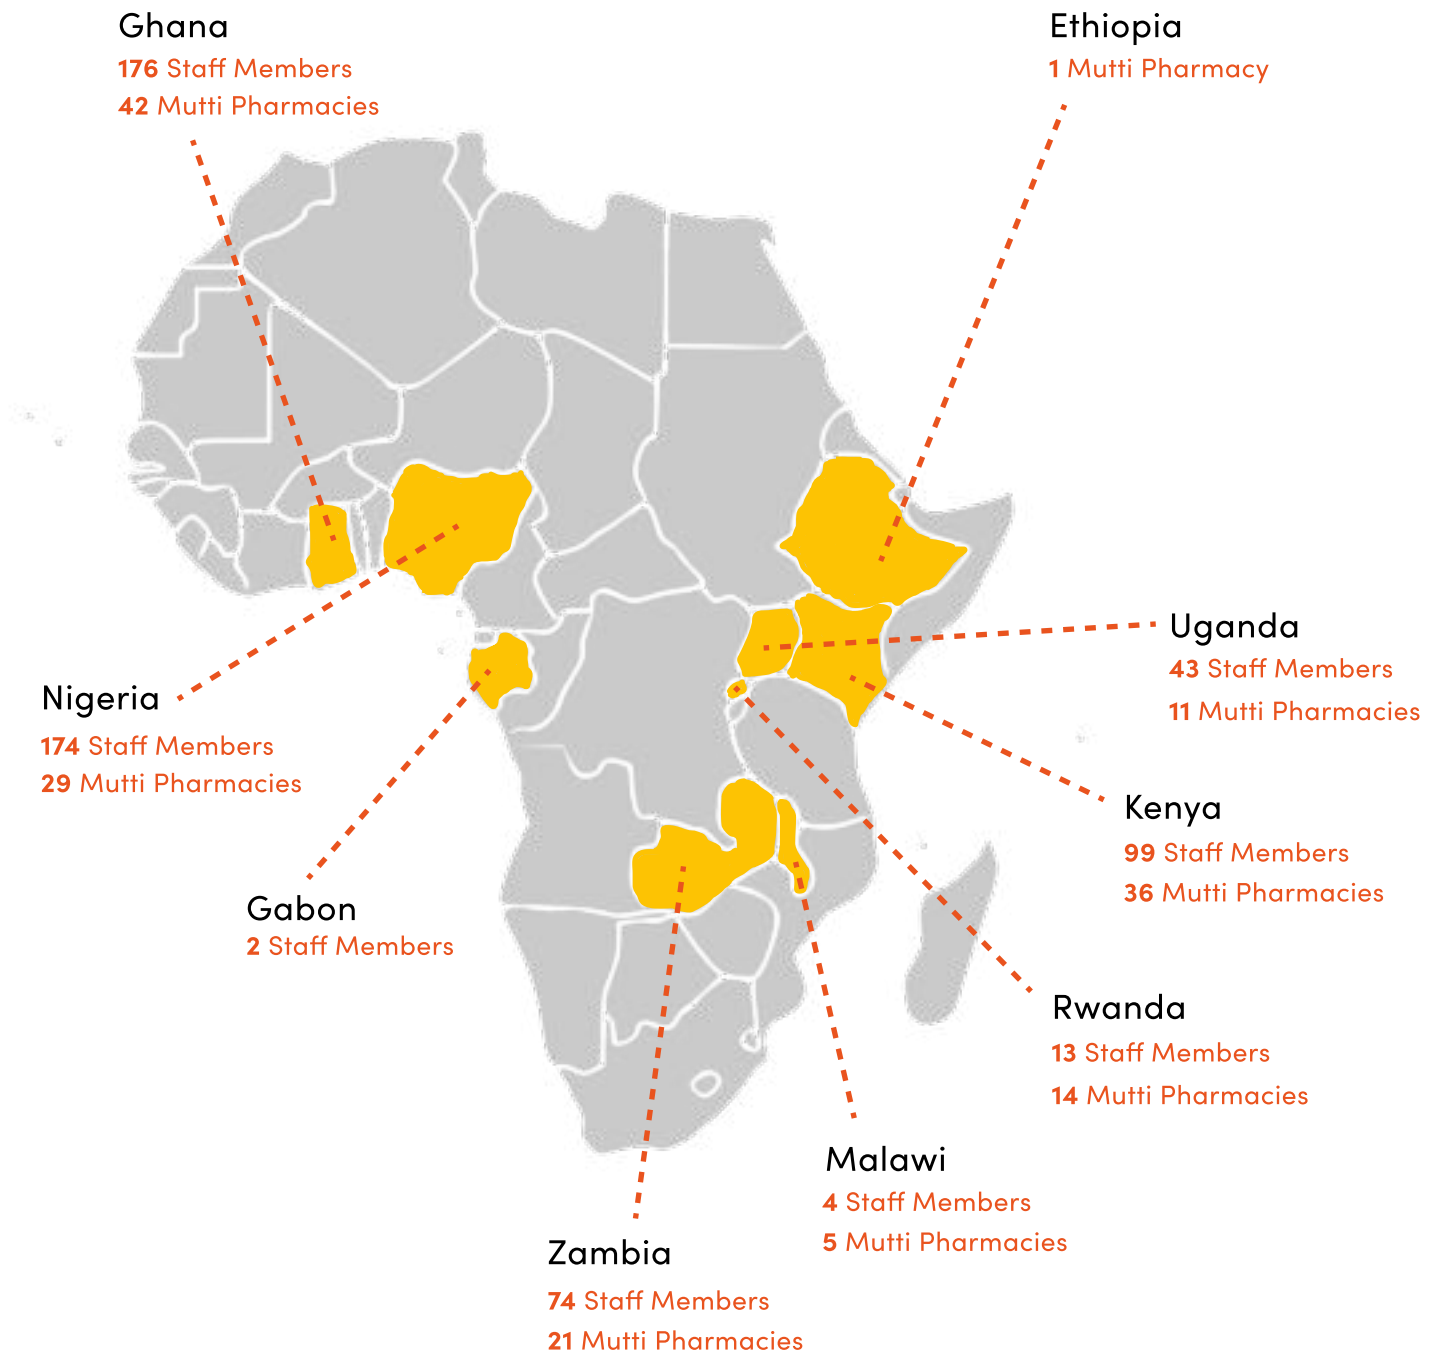 Ghana
176 Staff Members
42 Mutti Pharmacies
Ethiopia
1 Mutti Pharmacy
Uganda
43 Staff Members
11 Mutti Pharmacies
Nigeria
174 Staff Members
29 Mutti Pharmacies
Kenya
99 Staff Members
36 Mutti Pharmacies
Gabon
2 Staff Members
Rwanda
13 Staff Members
14 Mutti Pharmacies
Malawi
4 Staff Members
5 Mutti Pharmacies
Zambia
74 Staff Members
21 Mutti Pharmacies